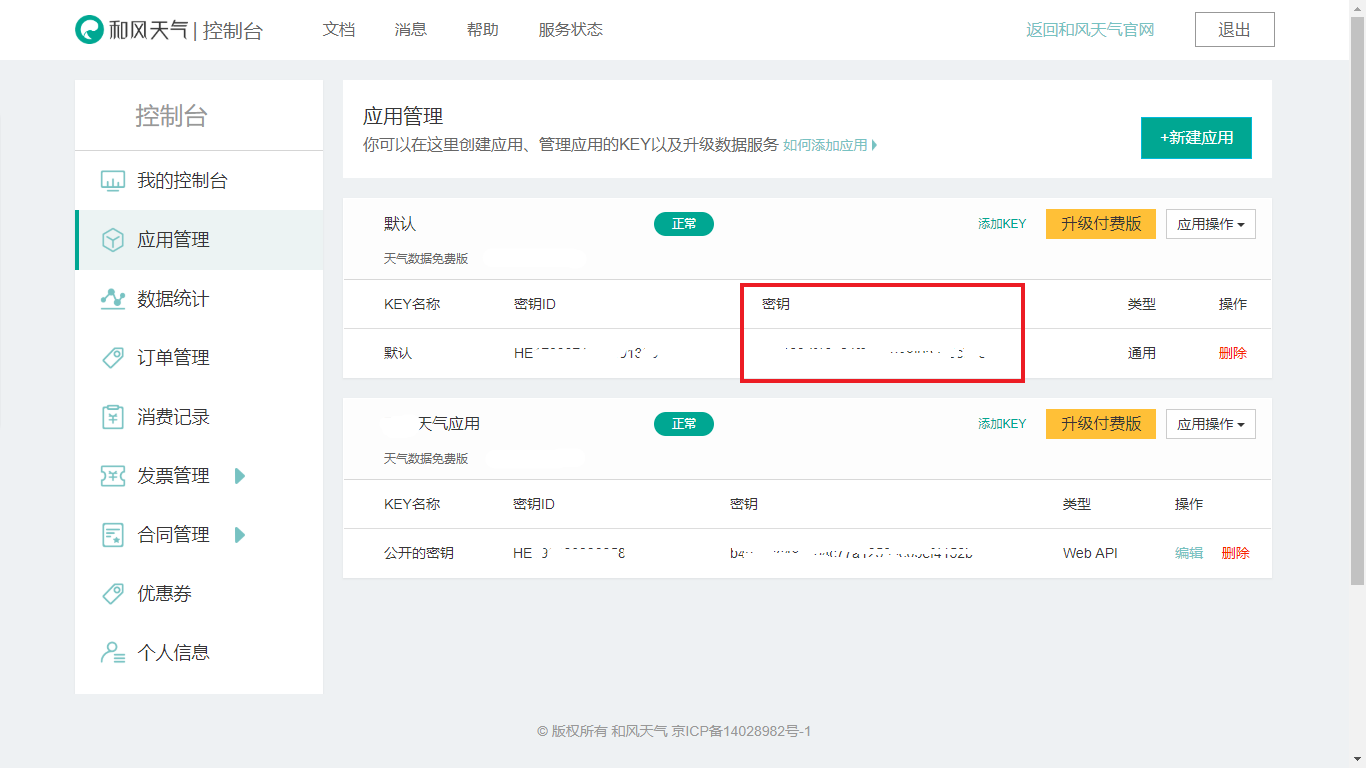 和风天气 | 控制台 文档 消息 帮助 服务状态 返回和风天气官网 退出
控制台
我的控制台
应用管理
数据统计
订单管理
消费记录
发票管理
合同管理
优惠券
个人信息
应用管理
你可以在这里创建应用、管理应用的KEY以及升级数据服务 如何添加应用
+新建应用
默认 正常 添加KEY 升级付费版 应用操作
天气数据免费版
KEY名称 密钥ID 密钥 类型 操作
默认 HE 通用 删除
天气应用 正常 添加KEY 升级付费版 应用操作
天气数据免费版
KEY名称 密钥ID 密钥 类型 操作
公开的密钥 HE Web API 编辑 删除
© 版权所有 和风天气 京ICP备14028982号-1